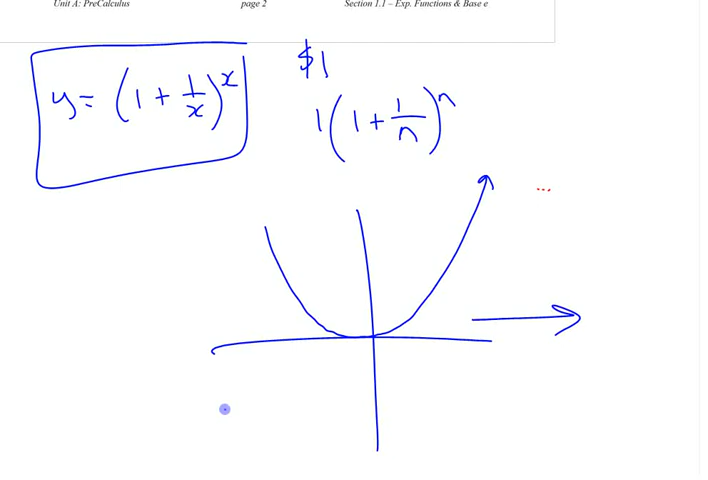 Unit A: PreCalculus page 2 Section 1.1 – Exp. Functions & Base e
$1
y = (1 + 1/x)^x
1(1 + 1/n)^n
...